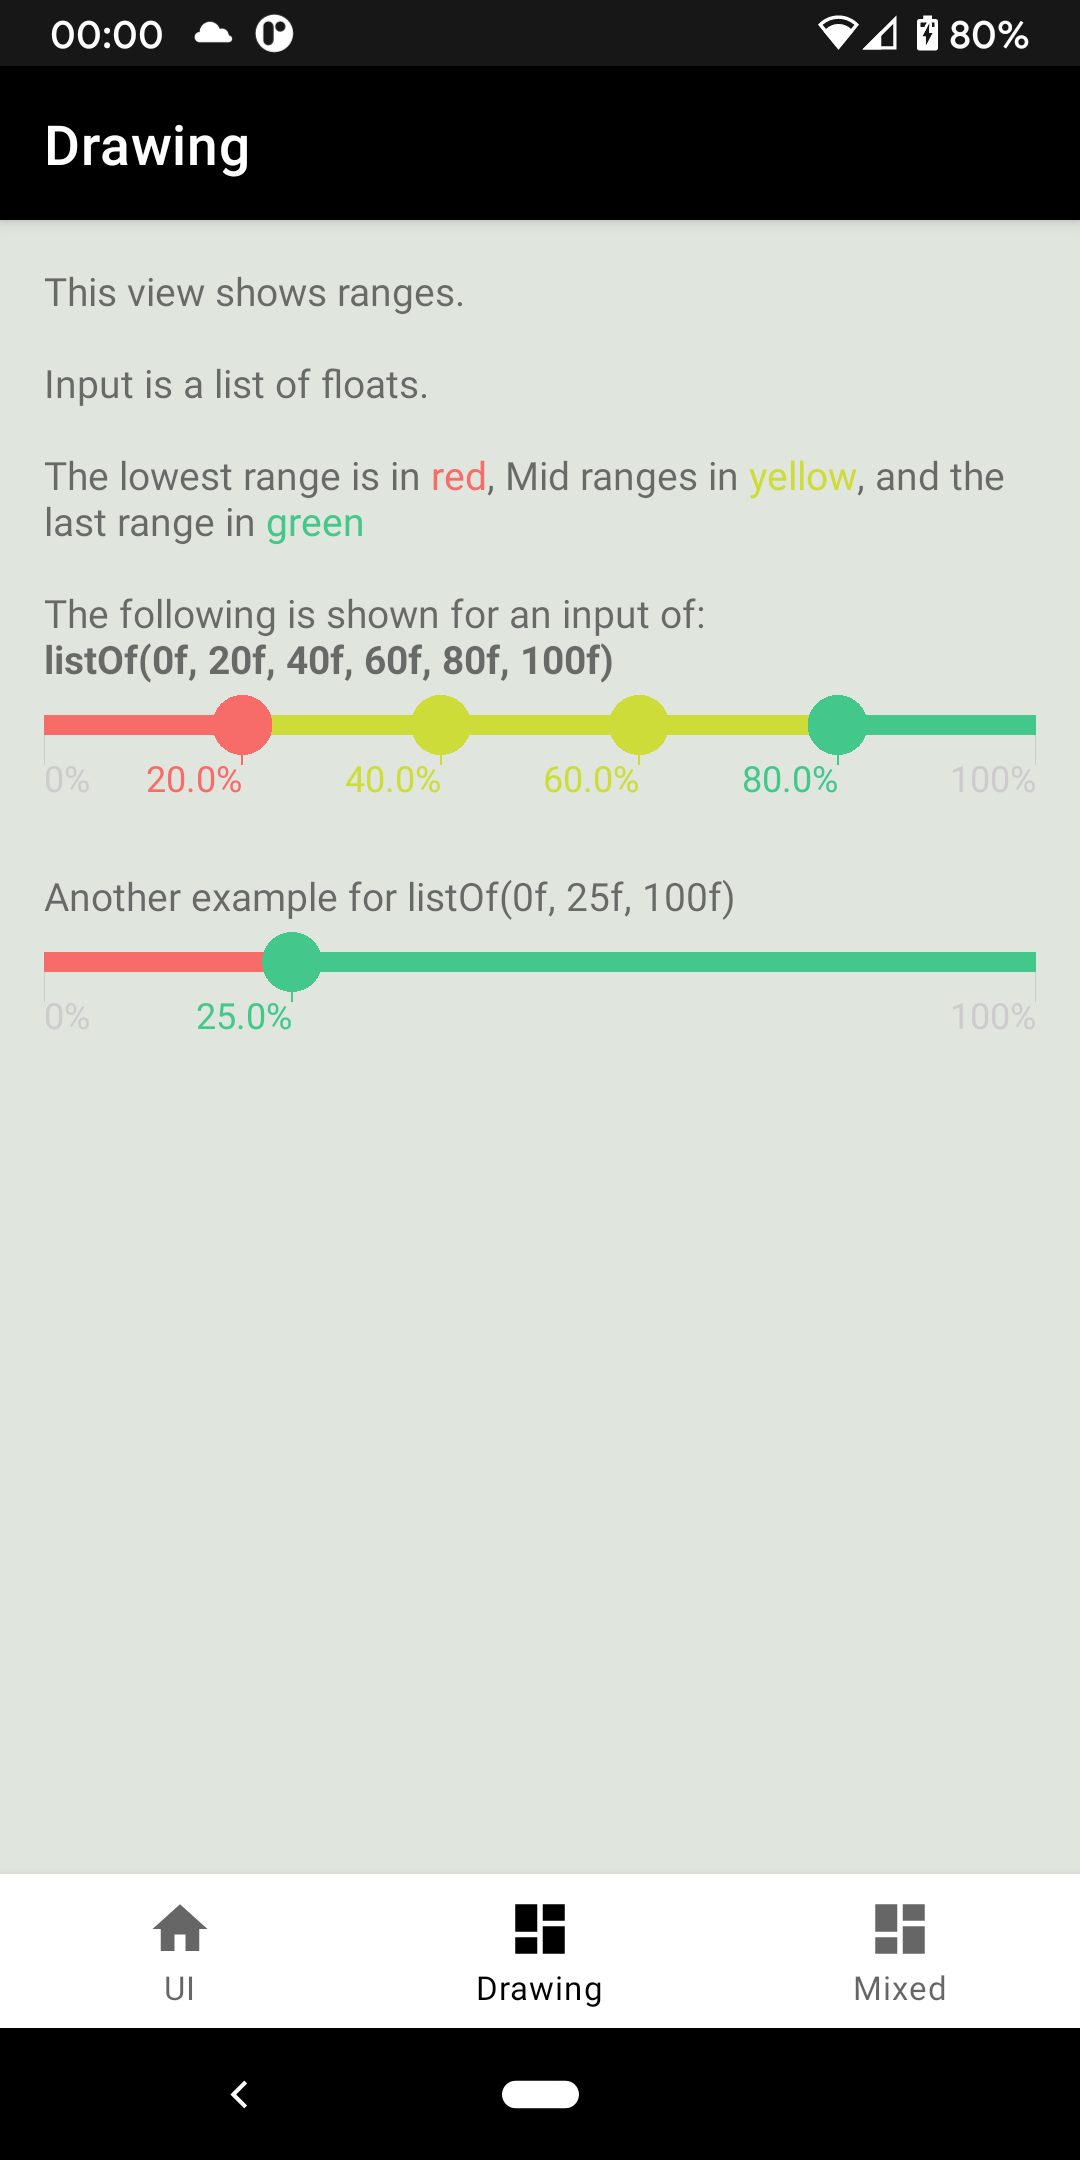 00:00 80%
Drawing
This view shows ranges.
Input is a list of floats.
The lowest range is in red, Mid ranges in yellow, and the
last range in green
The following is shown for an input of:
listOf(0f, 20f, 40f, 60f, 80f, 100f)
0% 20.0% 40.0% 60.0% 80.0% 100%
Another example for listOf(0f, 25f, 100f)
0% 25.0% 100%
UI Drawing Mixed